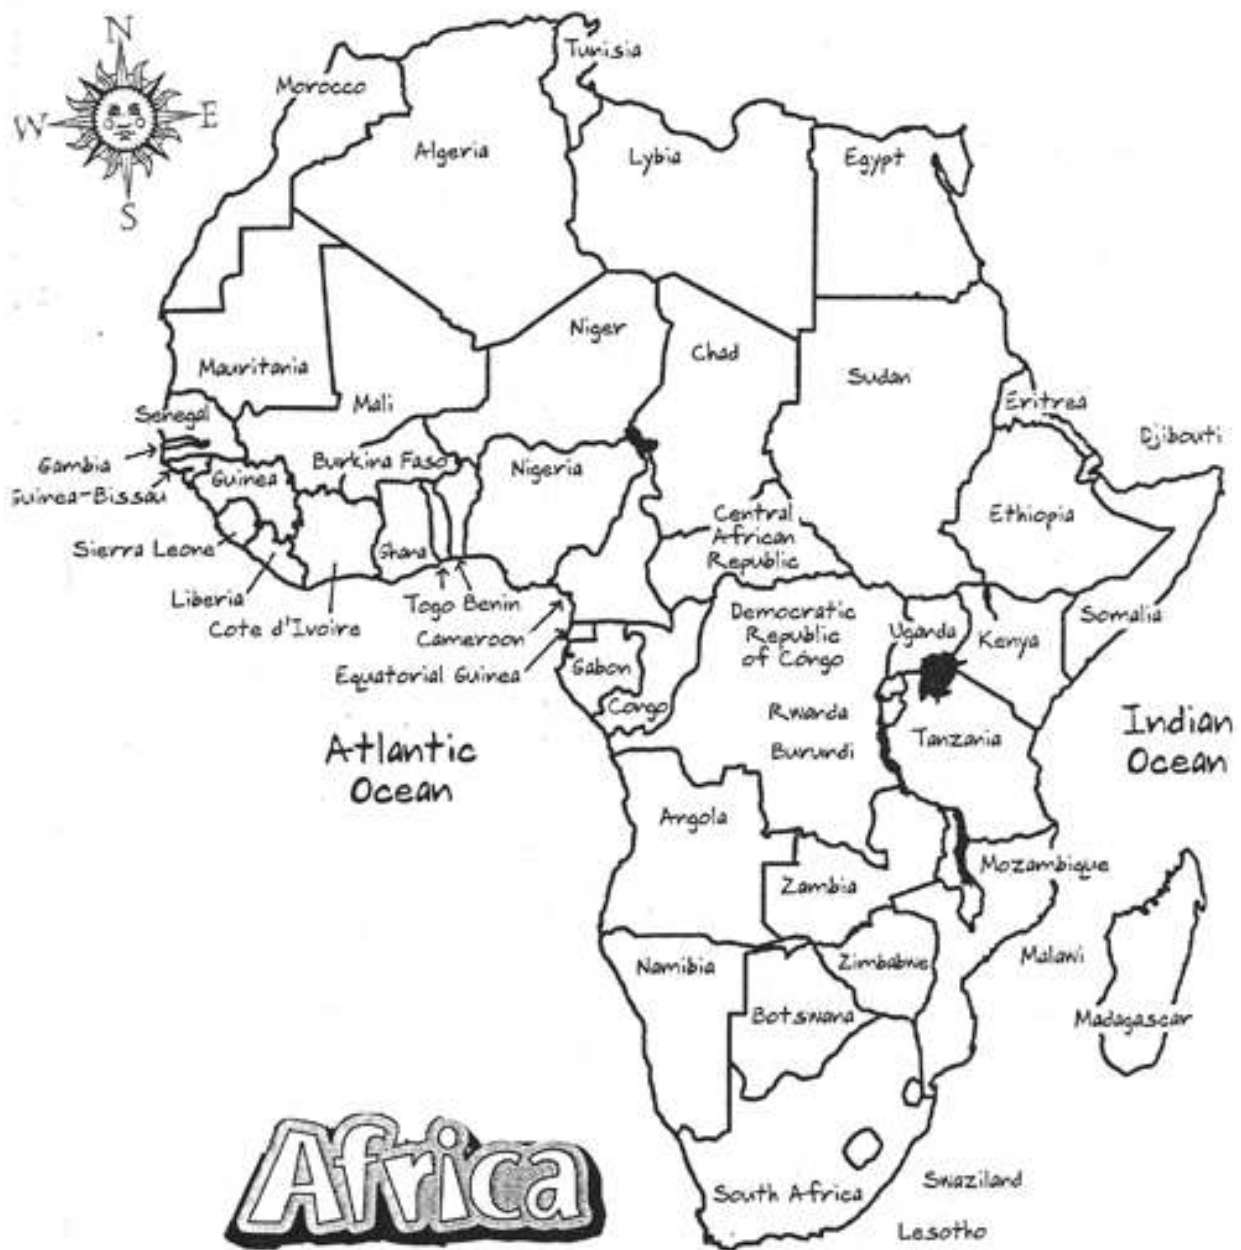 N
W
E
S
Tunisia
Morocco
Algeria
Lybia
Egypt
Niger
Chad
Sudan
Mauritania
Mali
Senegal
Eritrea
Djibouti
Gambia
Burkina Faso
Guinea
Nigeria
Guinea-Bissau
Ethiopia
Central
African
Republic
Sierra Leone
Ghana
Liberia
Cote d'Ivoire
Togo
Benin
Cameroon
Equatorial Guinea
Gabon
Congo
Democratic
Republic
of Congo
Uganda
Kenya
Somalia
Rwanda
Burundi
Tanzania
Atlantic
Ocean
Indian
Ocean
Angola
Zambia
Mozambique
Malawi
Namibia
Zimbabwe
Botswana
Madagascar
South Africa
Swaziland
Lesotho
Africa